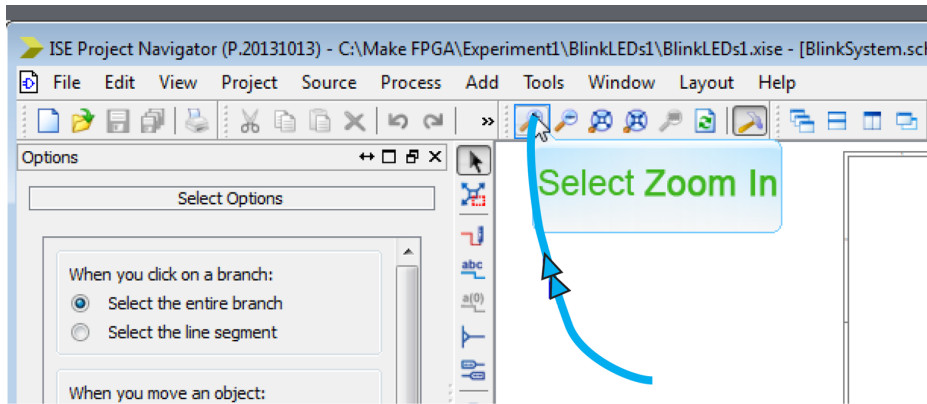 ISE Project Navigator (P.20131013) - C:\Make FPGA\Experiment1\BlinkLEDs1\BlinkLEDs1.xise - [BlinkSystem.sch
File Edit View Project Source Process Add Tools Window Layout Help
»
Options
Select Zoom In
Select Options
abc
When you click on a branch:
Select the entire branch
a(0)
Select the line segment
When you move an object: